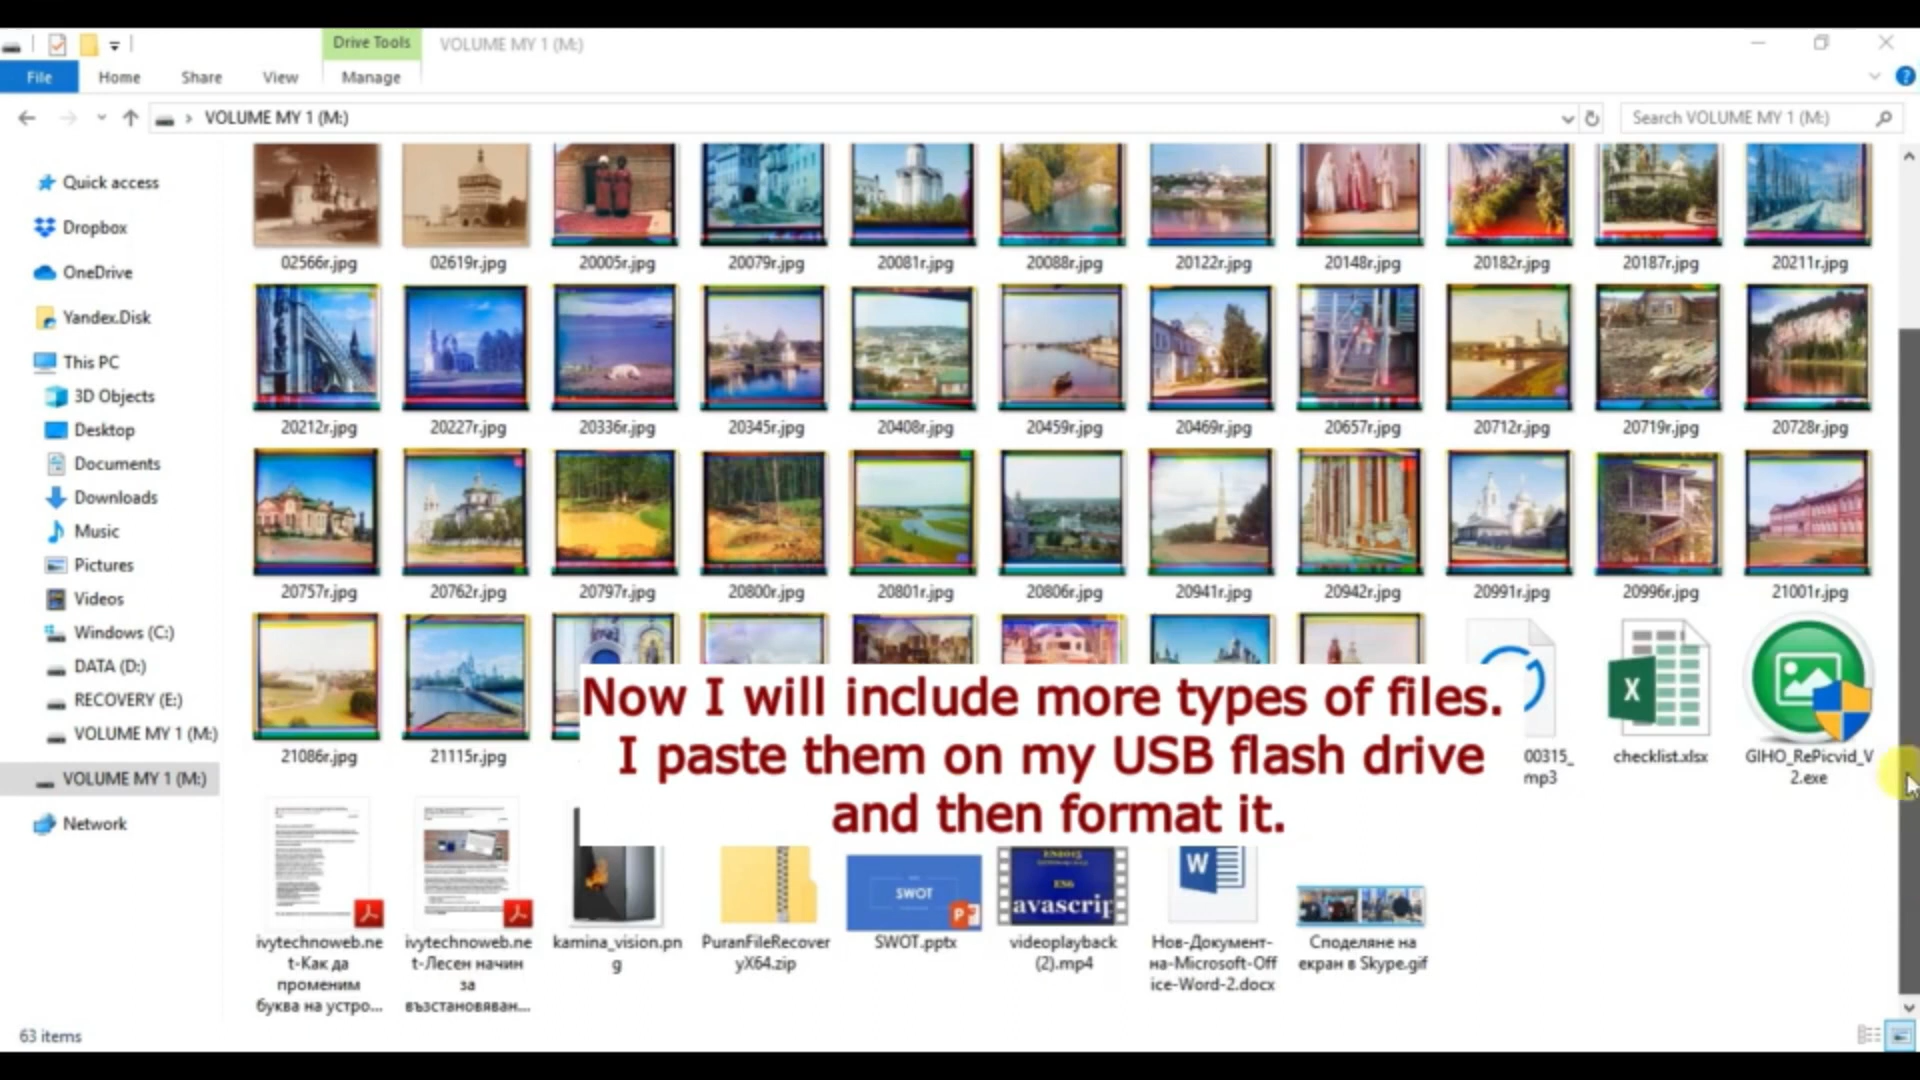 Drive Tools
VOLUME MY 1 (M:)
File
Home
Share
View
Manage
VOLUME MY 1 (M:)
Search VOLUME MY 1 (M:)
Quick access
Dropbox
OneDrive
Yandex.Disk
This PC
3D Objects
Desktop
Documents
Downloads
Music
Pictures
Videos
Windows (C:)
DATA (D:)
RECOVERY (E:)
VOLUME MY 1 (M:)
VOLUME MY 1 (M:)
Network
02566r.jpg
02619r.jpg
20005r.jpg
20079r.jpg
20081r.jpg
20088r.jpg
20122r.jpg
20148r.jpg
20182r.jpg
20187r.jpg
20211r.jpg
20212r.jpg
20227r.jpg
20336r.jpg
20345r.jpg
20408r.jpg
20459r.jpg
20469r.jpg
20657r.jpg
20712r.jpg
20719r.jpg
20728r.jpg
20757r.jpg
20762r.jpg
20797r.jpg
20800r.jpg
20801r.jpg
20806r.jpg
20941r.jpg
20942r.jpg
20991r.jpg
20996r.jpg
21001r.jpg
21086r.jpg
21115r.jpg
Now I will include more types of files.
I paste them on my USB flash drive
and then format it.
00315_
mp3
checklist.xlsx
GIHO_RePicvid_V
2.exe
ivytechnoweb.ne
t-Как да
променим
буква на устро...
ivytechnoweb.ne
t-Лесен начин
за
възстановяван...
kamina_vision.pn
g
PuranFileRecover
yX64.zip
SWOT
SWOT.pptx
ES6
avascrip
videoplayback
(2).mp4
Нов-Документ-
на-Microsoft-Off
ice-Word-2.docx
Споделяне на
екран в Skype.gif
63 items